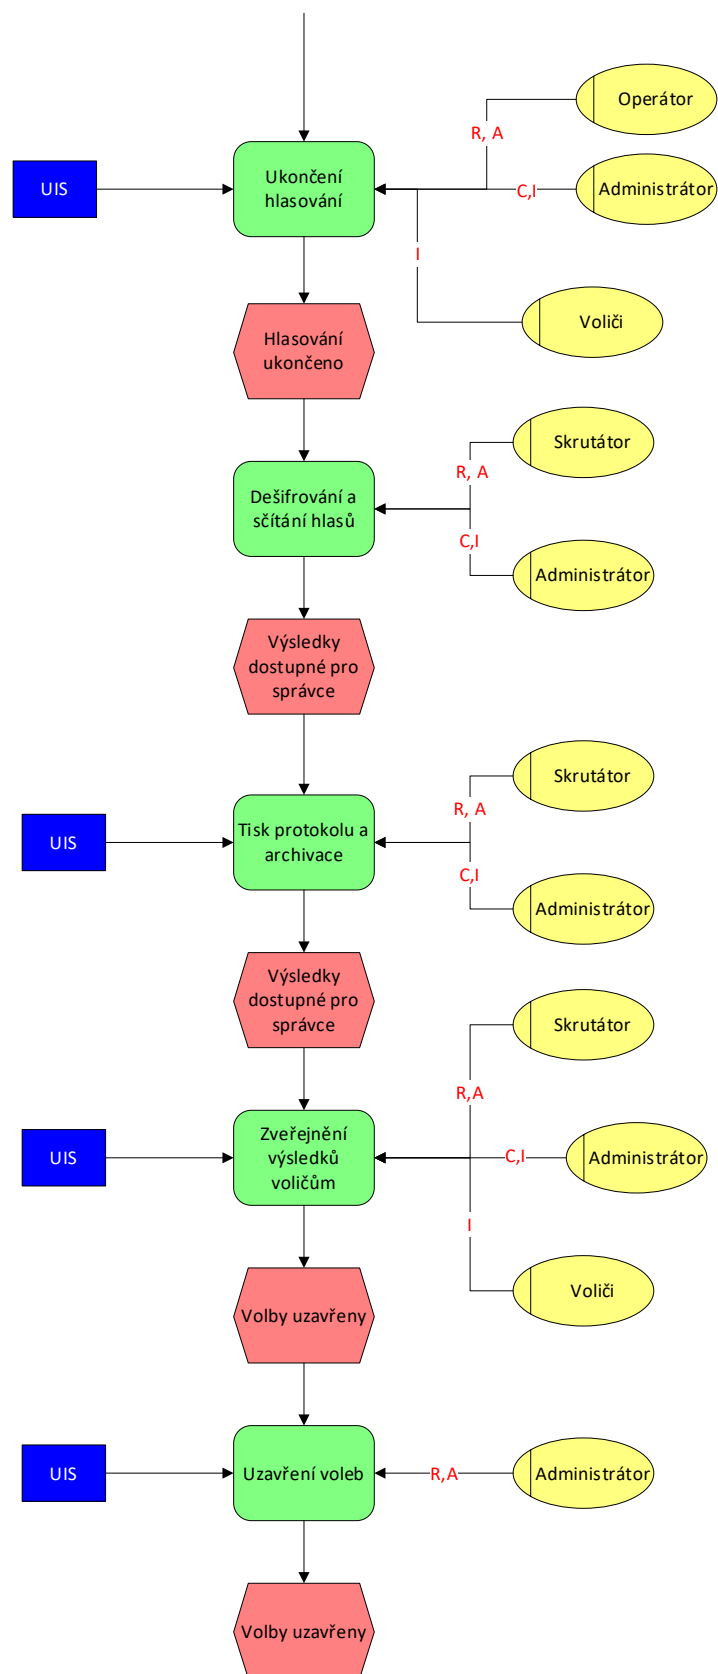 Operátor
R, A
UIS
Ukončení
hlasování
C,I
Administrátor
I
Voliči
Hlasování
ukončeno
Skrutátor
R, A
Dešifrování a
sčítání hlasů
C,I
Administrátor
Výsledky
dostupné pro
správce
Skrutátor
R, A
UIS
Tisk protokolu a
archivace
C,I
Administrátor
Výsledky
dostupné pro
správce
Skrutátor
R,A
UIS
Zveřejnění
výsledků
voličům
C,I
Administrátor
I
Voliči
Volby uzavřeny
UIS
Uzavření voleb
R,A
Administrátor
Volby uzavřeny